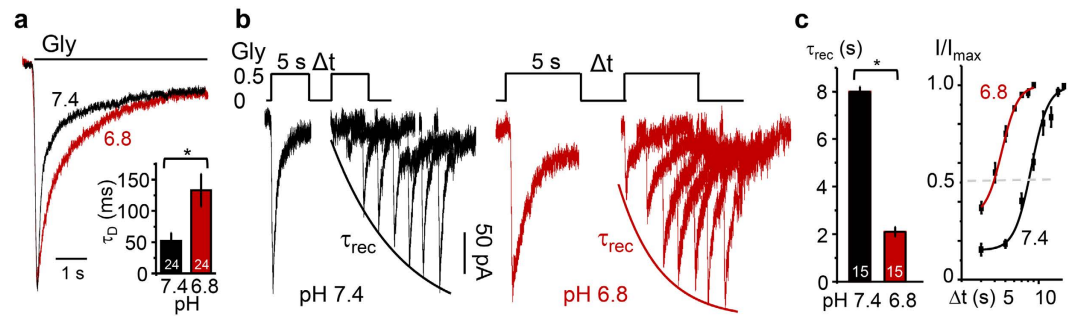 a
Gly
7.4
6.8
*
τD (ms)
150
100
50
0
24
24
7.4 6.8
pH
1 s
b
Gly
0.5
0
5 s Δt
5 s Δt
τrec
τrec
50 pA
pH 7.4
pH 6.8
c
τrec (s)
*
8
6
4
2
0
15
15
pH 7.4 6.8
I/Imax
1.0
0.5
0
6.8
7.4
Δt (s) 5 10